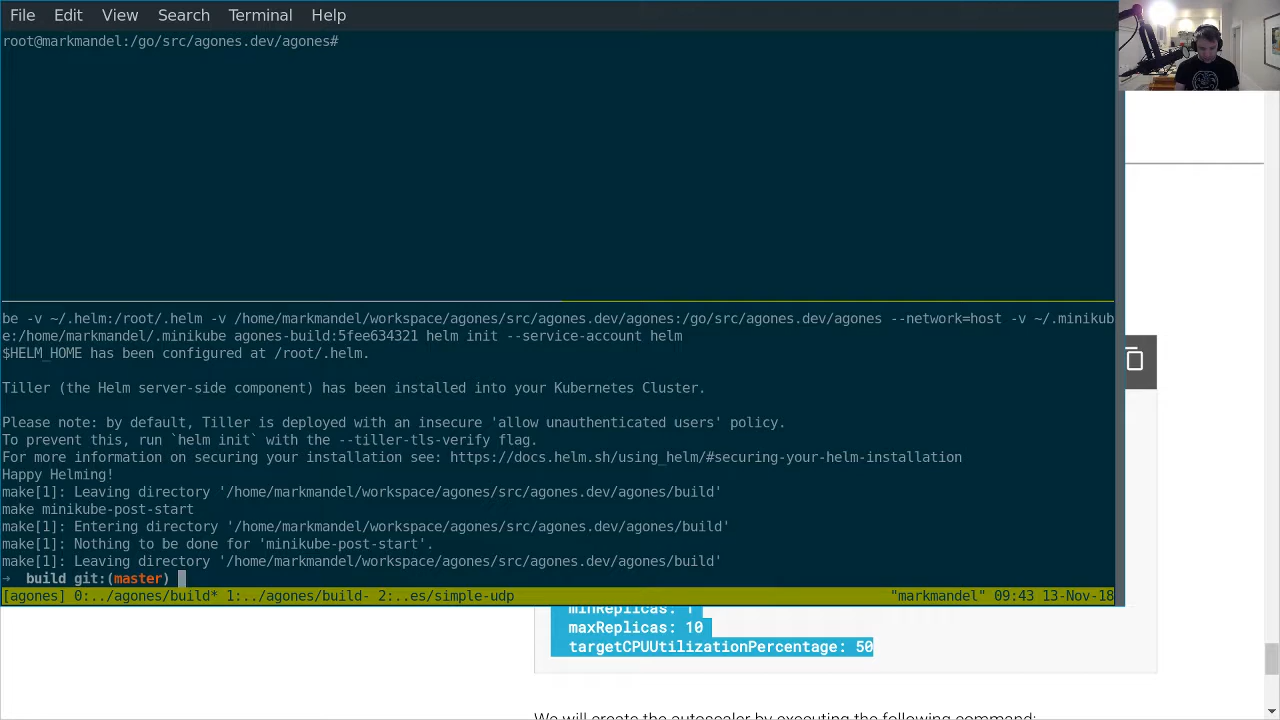 File Edit View Search Terminal Help
root@markmandel:/go/src/agones.dev/agones#
be -v ~/.helm:/root/.helm -v /home/markmandel/workspace/agones/src/agones.dev/agones:/go/src/agones.dev/agones --network=host -v ~/.minikub
e:/home/markmandel/.minikube agones-build:5fee634321 helm init --service-account helm
$HELM_HOME has been configured at /root/.helm.
Tiller (the Helm server-side component) has been installed into your Kubernetes Cluster.
Please note: by default, Tiller is deployed with an insecure 'allow unauthenticated users' policy.
To prevent this, run `helm init` with the --tiller-tls-verify flag.
For more information on securing your installation see: https://docs.helm.sh/using_helm/#securing-your-helm-installation
Happy Helming!
make[1]: Leaving directory '/home/markmandel/workspace/agones/src/agones.dev/agones/build'
make minikube-post-start
make[1]: Entering directory '/home/markmandel/workspace/agones/src/agones.dev/agones/build'
make[1]: Nothing to be done for 'minikube-post-start'.
make[1]: Leaving directory '/home/markmandel/workspace/agones/src/agones.dev/agones/build'
→ build git:(master)
[agones] 0:../agones/build* 1:../agones/build- 2:..es/simple-udp "markmandel" 09:43 13-Nov-18
minReplicas: 1
maxReplicas: 10
targetCPUUtilizationPercentage: 50
We will create the autoscaler by executing the following command: